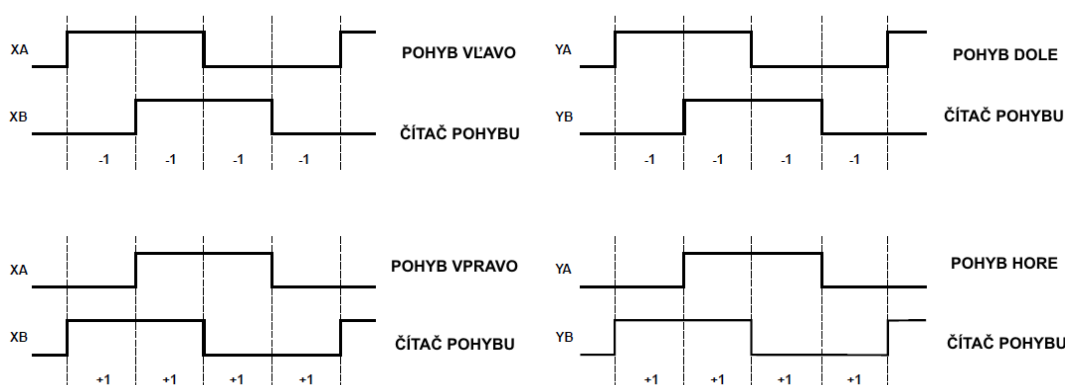 XA
POHYB VĽAVO
XB
ČÍTAČ POHYBU
-1 -1 -1 -1
YA
POHYB DOLE
YB
ČÍTAČ POHYBU
-1 -1 -1 -1
XA
POHYB VPRAVO
XB
ČÍTAČ POHYBU
+1 +1 +1 +1
YA
POHYB HORE
YB
ČÍTAČ POHYBU
+1 +1 +1 +1